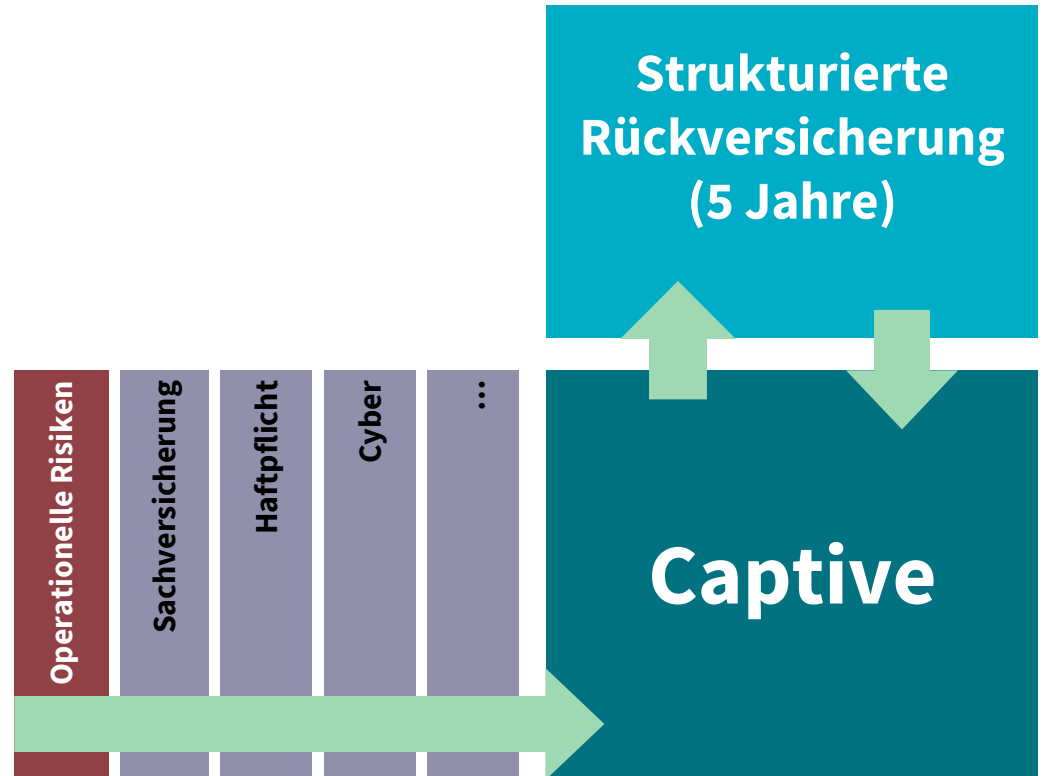 Strukturierte
Rückversicherung
(5 Jahre)
Operationelle Risiken
Sachversicherung
Haftpflicht
Cyber
...
Captive